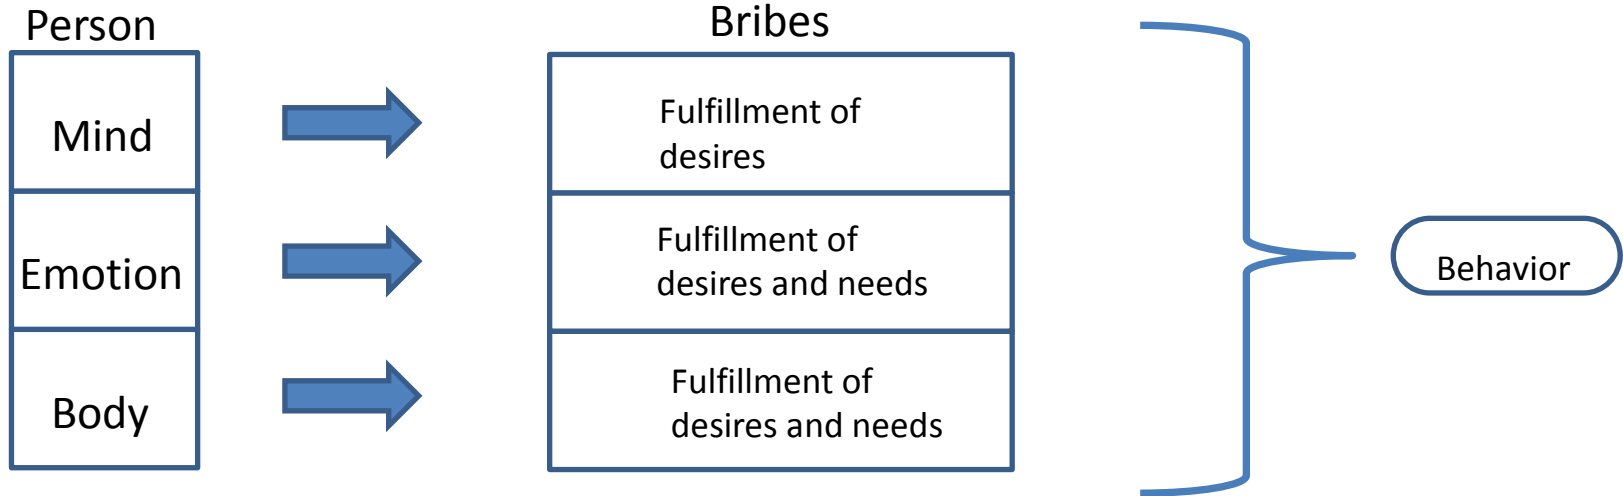 Person
Bribes
Mind
Fulfillment of
desires
Emotion
Fulfillment of
desires and needs
Behavior
Body
Fulfillment of
desires and needs